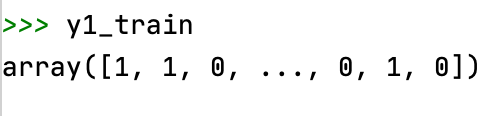 >>> y1_train
array([1, 1, 0, ..., 0, 1, 0])